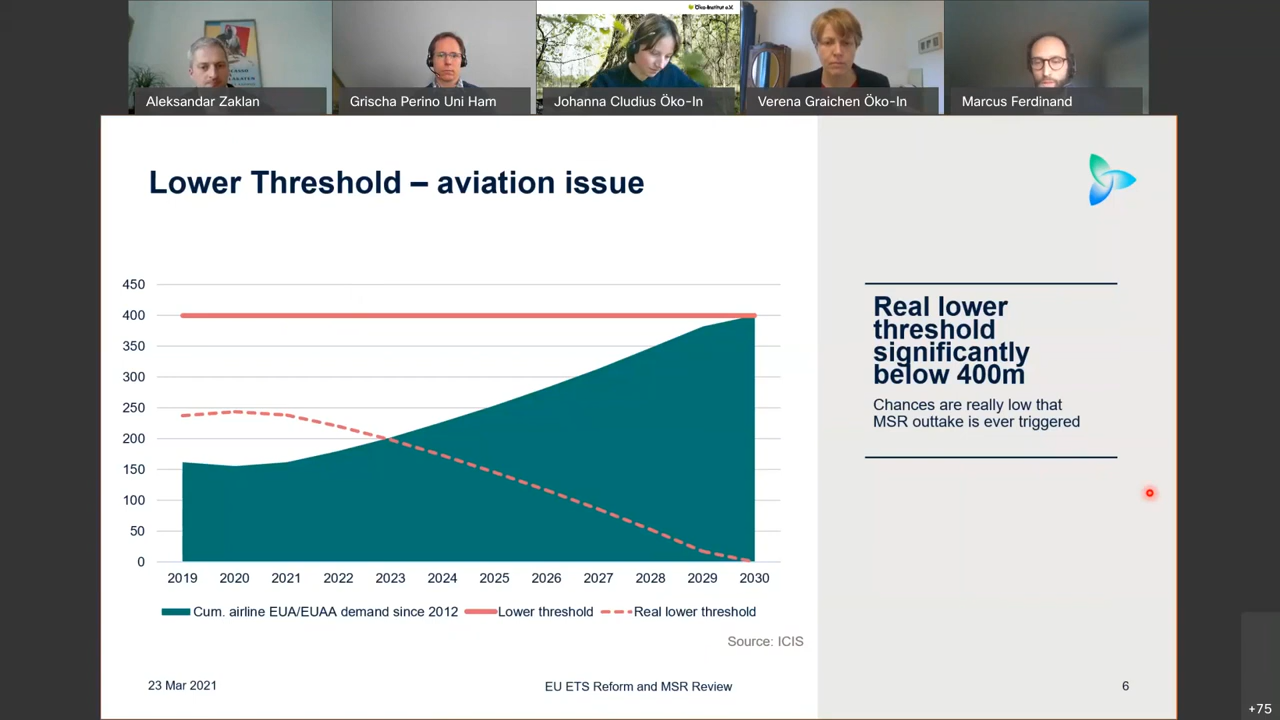 Öko-Institut e.V.
Aleksandar Zaklan
Grischa Perino Uni Ham
Johanna Cludius Öko-In
Verena Graichen Öko-In
Marcus Ferdinand
Lower Threshold – aviation issue
450
400
350
300
250
200
150
100
50
0
2019 2020 2021 2022 2023 2024 2025 2026 2027 2028 2029 2030
Cum. airline EUA/EUAA demand since 2012 Lower threshold Real lower threshold
Source: ICIS
Real lower
threshold
significantly
below 400m
Chances are really low that
MSR outtake is ever triggered
23 Mar 2021
EU ETS Reform and MSR Review
6
+75